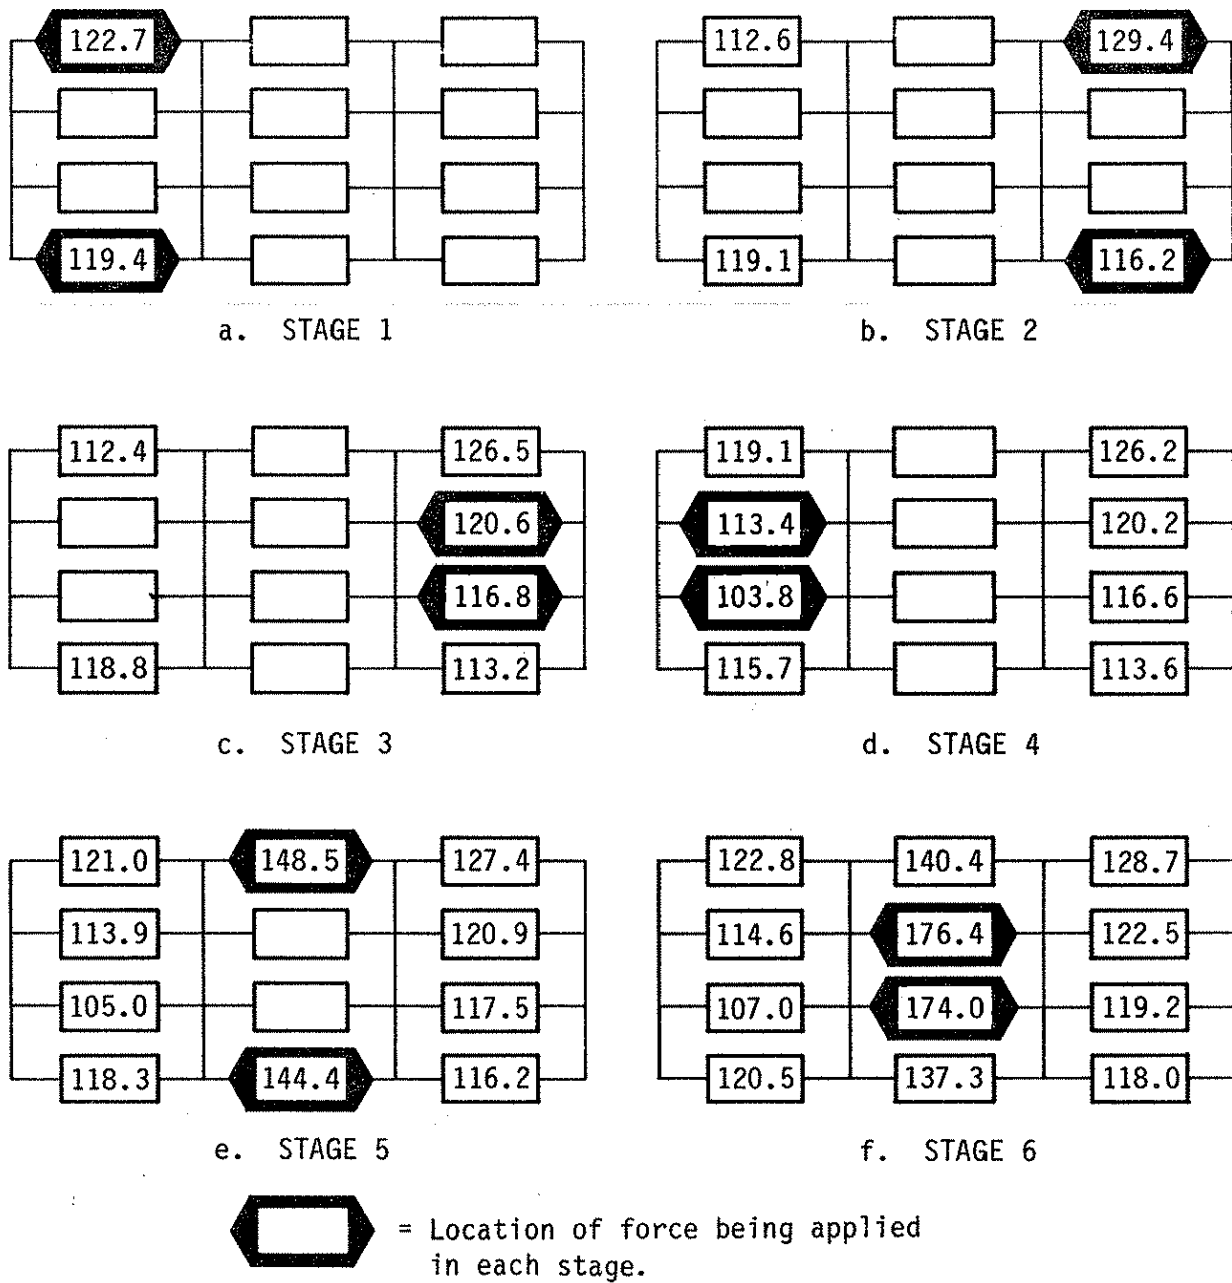 122.7
119.4
a. STAGE 1
112.6 129.4
119.1 116.2
b. STAGE 2
112.4 126.5
120.6
116.8
118.8 113.2
c. STAGE 3
119.1 126.2
113.4 120.2
103.8 116.6
115.7 113.6
d. STAGE 4
121.0 148.5 127.4
113.9 120.9
105.0 117.5
118.3 144.4 116.2
e. STAGE 5
122.8 140.4 128.7
114.6 176.4 122.5
107.0 174.0 119.2
120.5 137.3 118.0
f. STAGE 6
= Location of force being applied
in each stage.